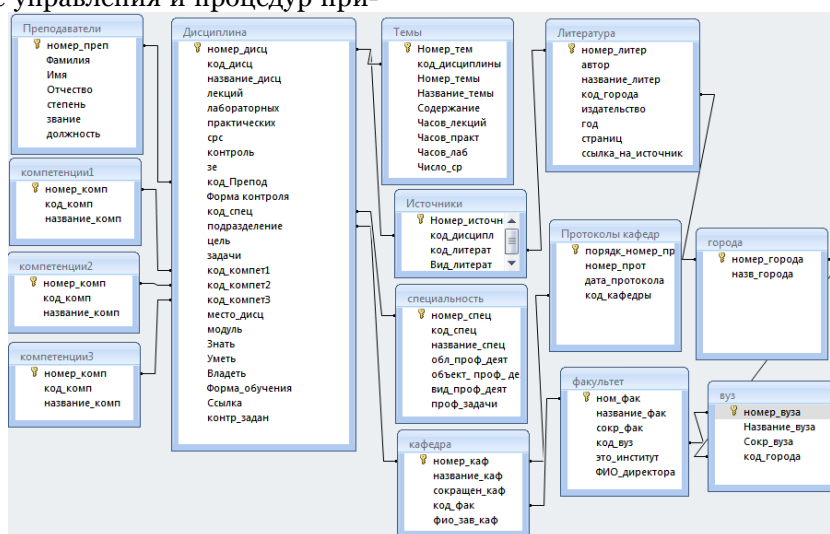 е управления и процедур при-
Преподаватели
номер_преп
Фамилия
Имя
Отчество
степень
звание
должность
компетенции1
номер_комп
код_комп
название_комп
компетенции2
номер_комп
код_комп
название_комп
компетенции3
номер_комп
код_комп
название_комп
Дисциплина
номер_дисц
код_дисц
название_дисц
лекций
лабораторных
практических
срс
контроль
зе
код_Препод
Форма контроля
код_спец
подразделение
цель
задачи
код_компет1
код_компет2
код_компет3
место_дисц
модуль
Знать
Уметь
Владеть
Форма_обучения
Ссылка
контр_задан
Темы
Номер_тем
код_дисциплины
Номер_темы
Название_темы
Содержание
Часов_лекций
Часов_практ
Часов_лаб
Число_ср
Источники
Номер_источн
код_дисципл
код_литерат
Вид_литерат
специальность
номер_спец
код_спец
название_спец
обл_проф_деят
объект_ проф_ де
вид_проф_деят
проф_задачи
кафедра
номер_каф
название_каф
сокращен_каф
код_фак
фио_зав_каф
Литература
номер_литер
автор
название_литер
код_города
издательство
год
страниц
ссылка_на_источник
Протоколы кафедр
порядк_номер_пр
номер_прот
дата_протокола
код_кафедры
факультет
ном_фак
название_фак
сокр_фак
код_вуз
это_институт
ФИО_директора
города
номер_города
назв_города
вуз
номер_вуза
Название_вуза
Сокр_вуза
код_города